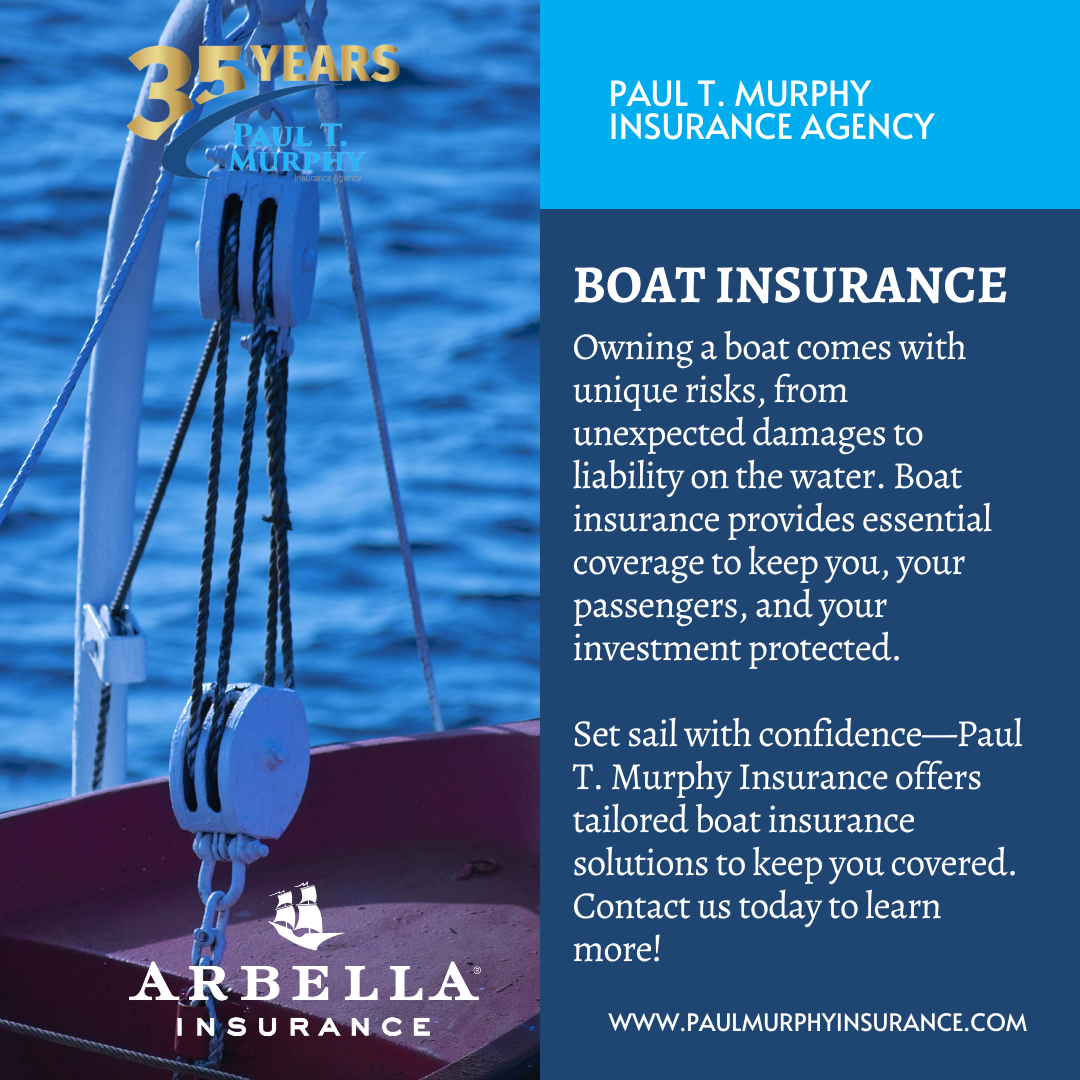 35 YEARS
PAUL T.
MURPHY
Insurance Agency
ARBELLA®
INSURANCE
PAUL T. MURPHY
INSURANCE AGENCY
BOAT INSURANCE
Owning a boat comes with
unique risks, from
unexpected damages to
liability on the water. Boat
insurance provides essential
coverage to keep you, your
passengers, and your
investment protected.
Set sail with confidence—Paul
T. Murphy Insurance offers
tailored boat insurance
solutions to keep you covered.
Contact us today to learn
more!
WWW.PAULMURPHYINSURANCE.COM